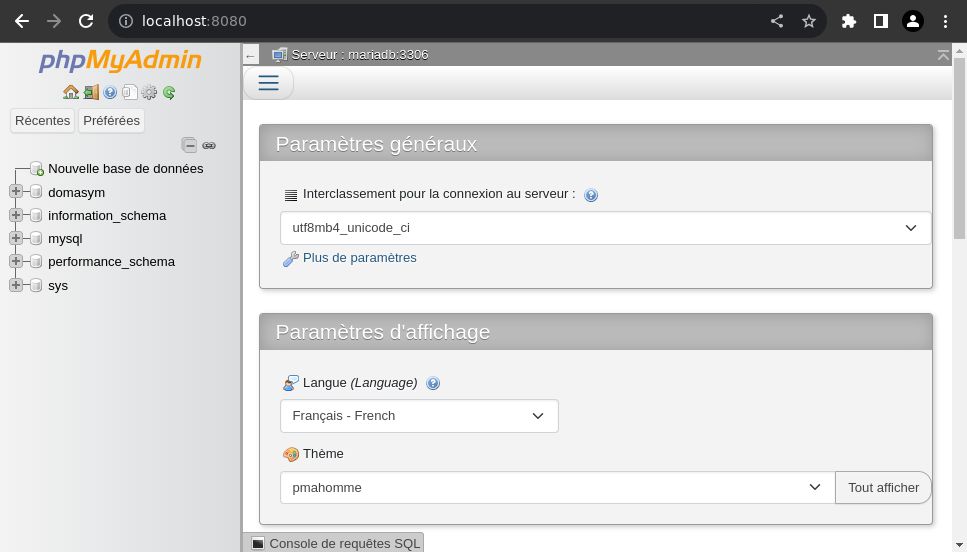 localhost:8080
phpMyAdmin
Récentes
Préférées
Nouvelle base de données
domasym
information_schema
mysql
performance_schema
sys
Serveur : mariadb:3306
Paramètres généraux
Interclassement pour la connexion au serveur :
utf8mb4_unicode_ci
Plus de paramètres
Paramètres d'affichage
Langue (Language)
Français - French
Thème
pmahomme
Tout afficher
Console de requêtes SQL